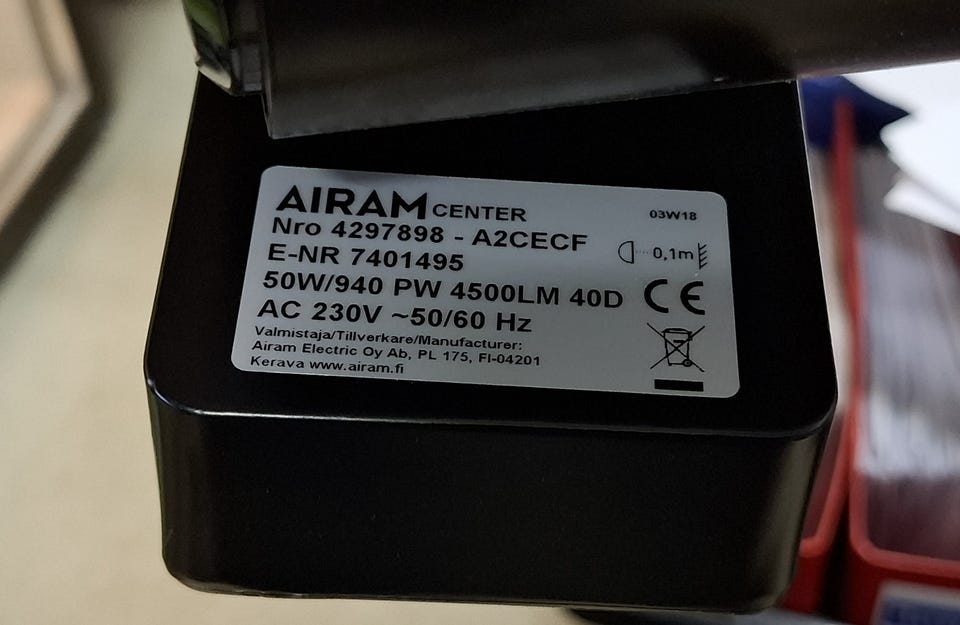 AIRAM CENTER
03W18
Nro 4297898 - A2CECF
0,1m
E-NR 7401495
50W/940 PW 4500LM 40D
CE
AC 230V ~50/60 Hz
Valmistaja/Tillverkare/Manufacturer:
Airam Electric Oy Ab, PL 175, FI-04201
Kerava www.airam.fi